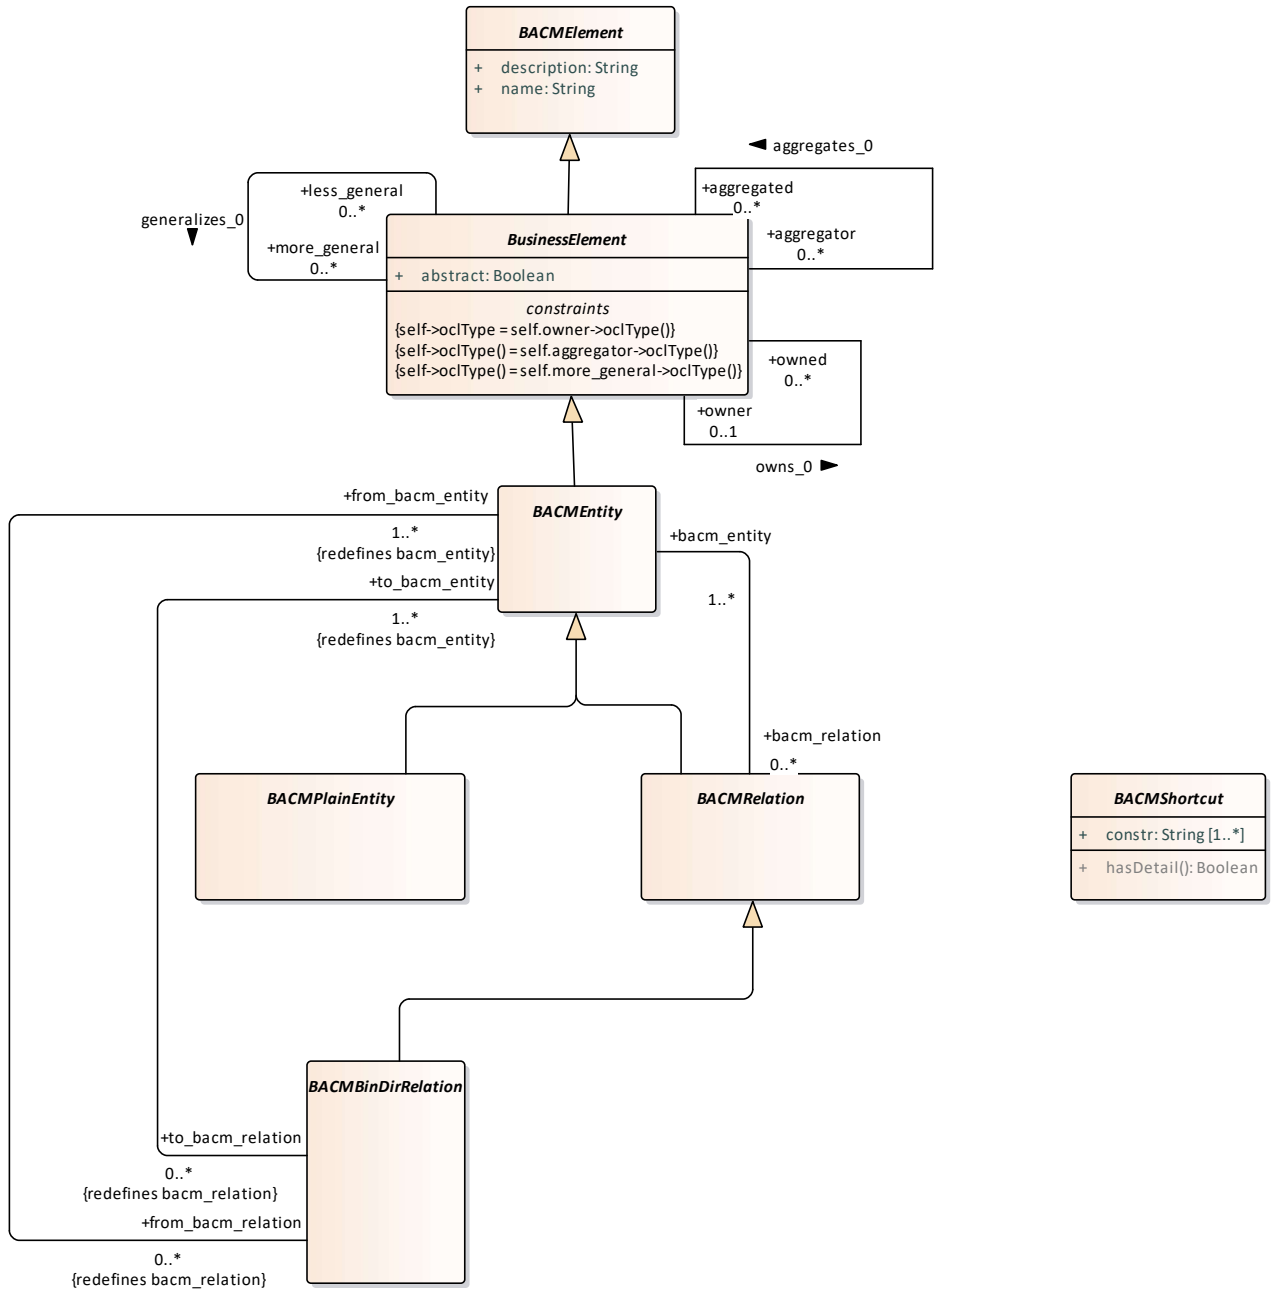 BACMElement
+ description: String
+ name: String
aggregates_0
+less_general
0..*
+aggregated
0..*
generalizes_0
+aggregator
0..*
+more_general
0..*
BusinessElement
+ abstract: Boolean
constraints
{self->oclType = self.owner->oclType()}
{self->oclType() = self.aggregator->oclType()}
{self->oclType() = self.more_general->oclType()}
+owned
0..*
+owner
0..1
owns_0
+from_bacm_entity
1..*
{redefines bacm_entity}
BACMEntity
+bacm_entity
1..*
+to_bacm_entity
1..*
{redefines bacm_entity}
+bacm_relation
0..*
BACMPlainEntity
BACMRelation
BACMShortcut
+ constr: String [1..*]
+ hasDetail(): Boolean
BACMBinDirRelation
+to_bacm_relation
0..*
{redefines bacm_relation}
+from_bacm_relation
0..*
{redefines bacm_relation}